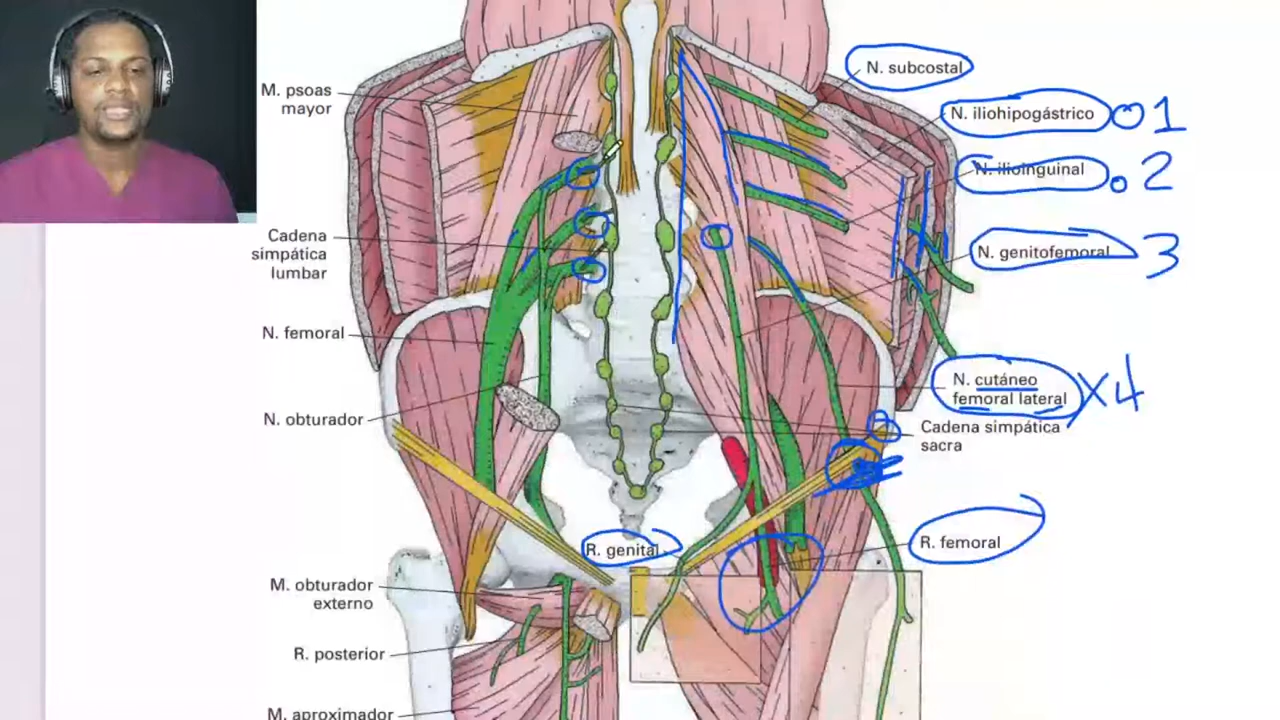 N. subcostal
M. psoas
mayor
N. iliohipogástrico 1
N. ilioinguinal . 2
Cadena
simpática
lumbar
N. genitofemoral 3
N. femoral
N. cutáneo
femoral lateral X4
N. obturador
Cadena simpática
sacra
R. genital
R. femoral
M. obturador
externo
R. posterior
M. aproximador